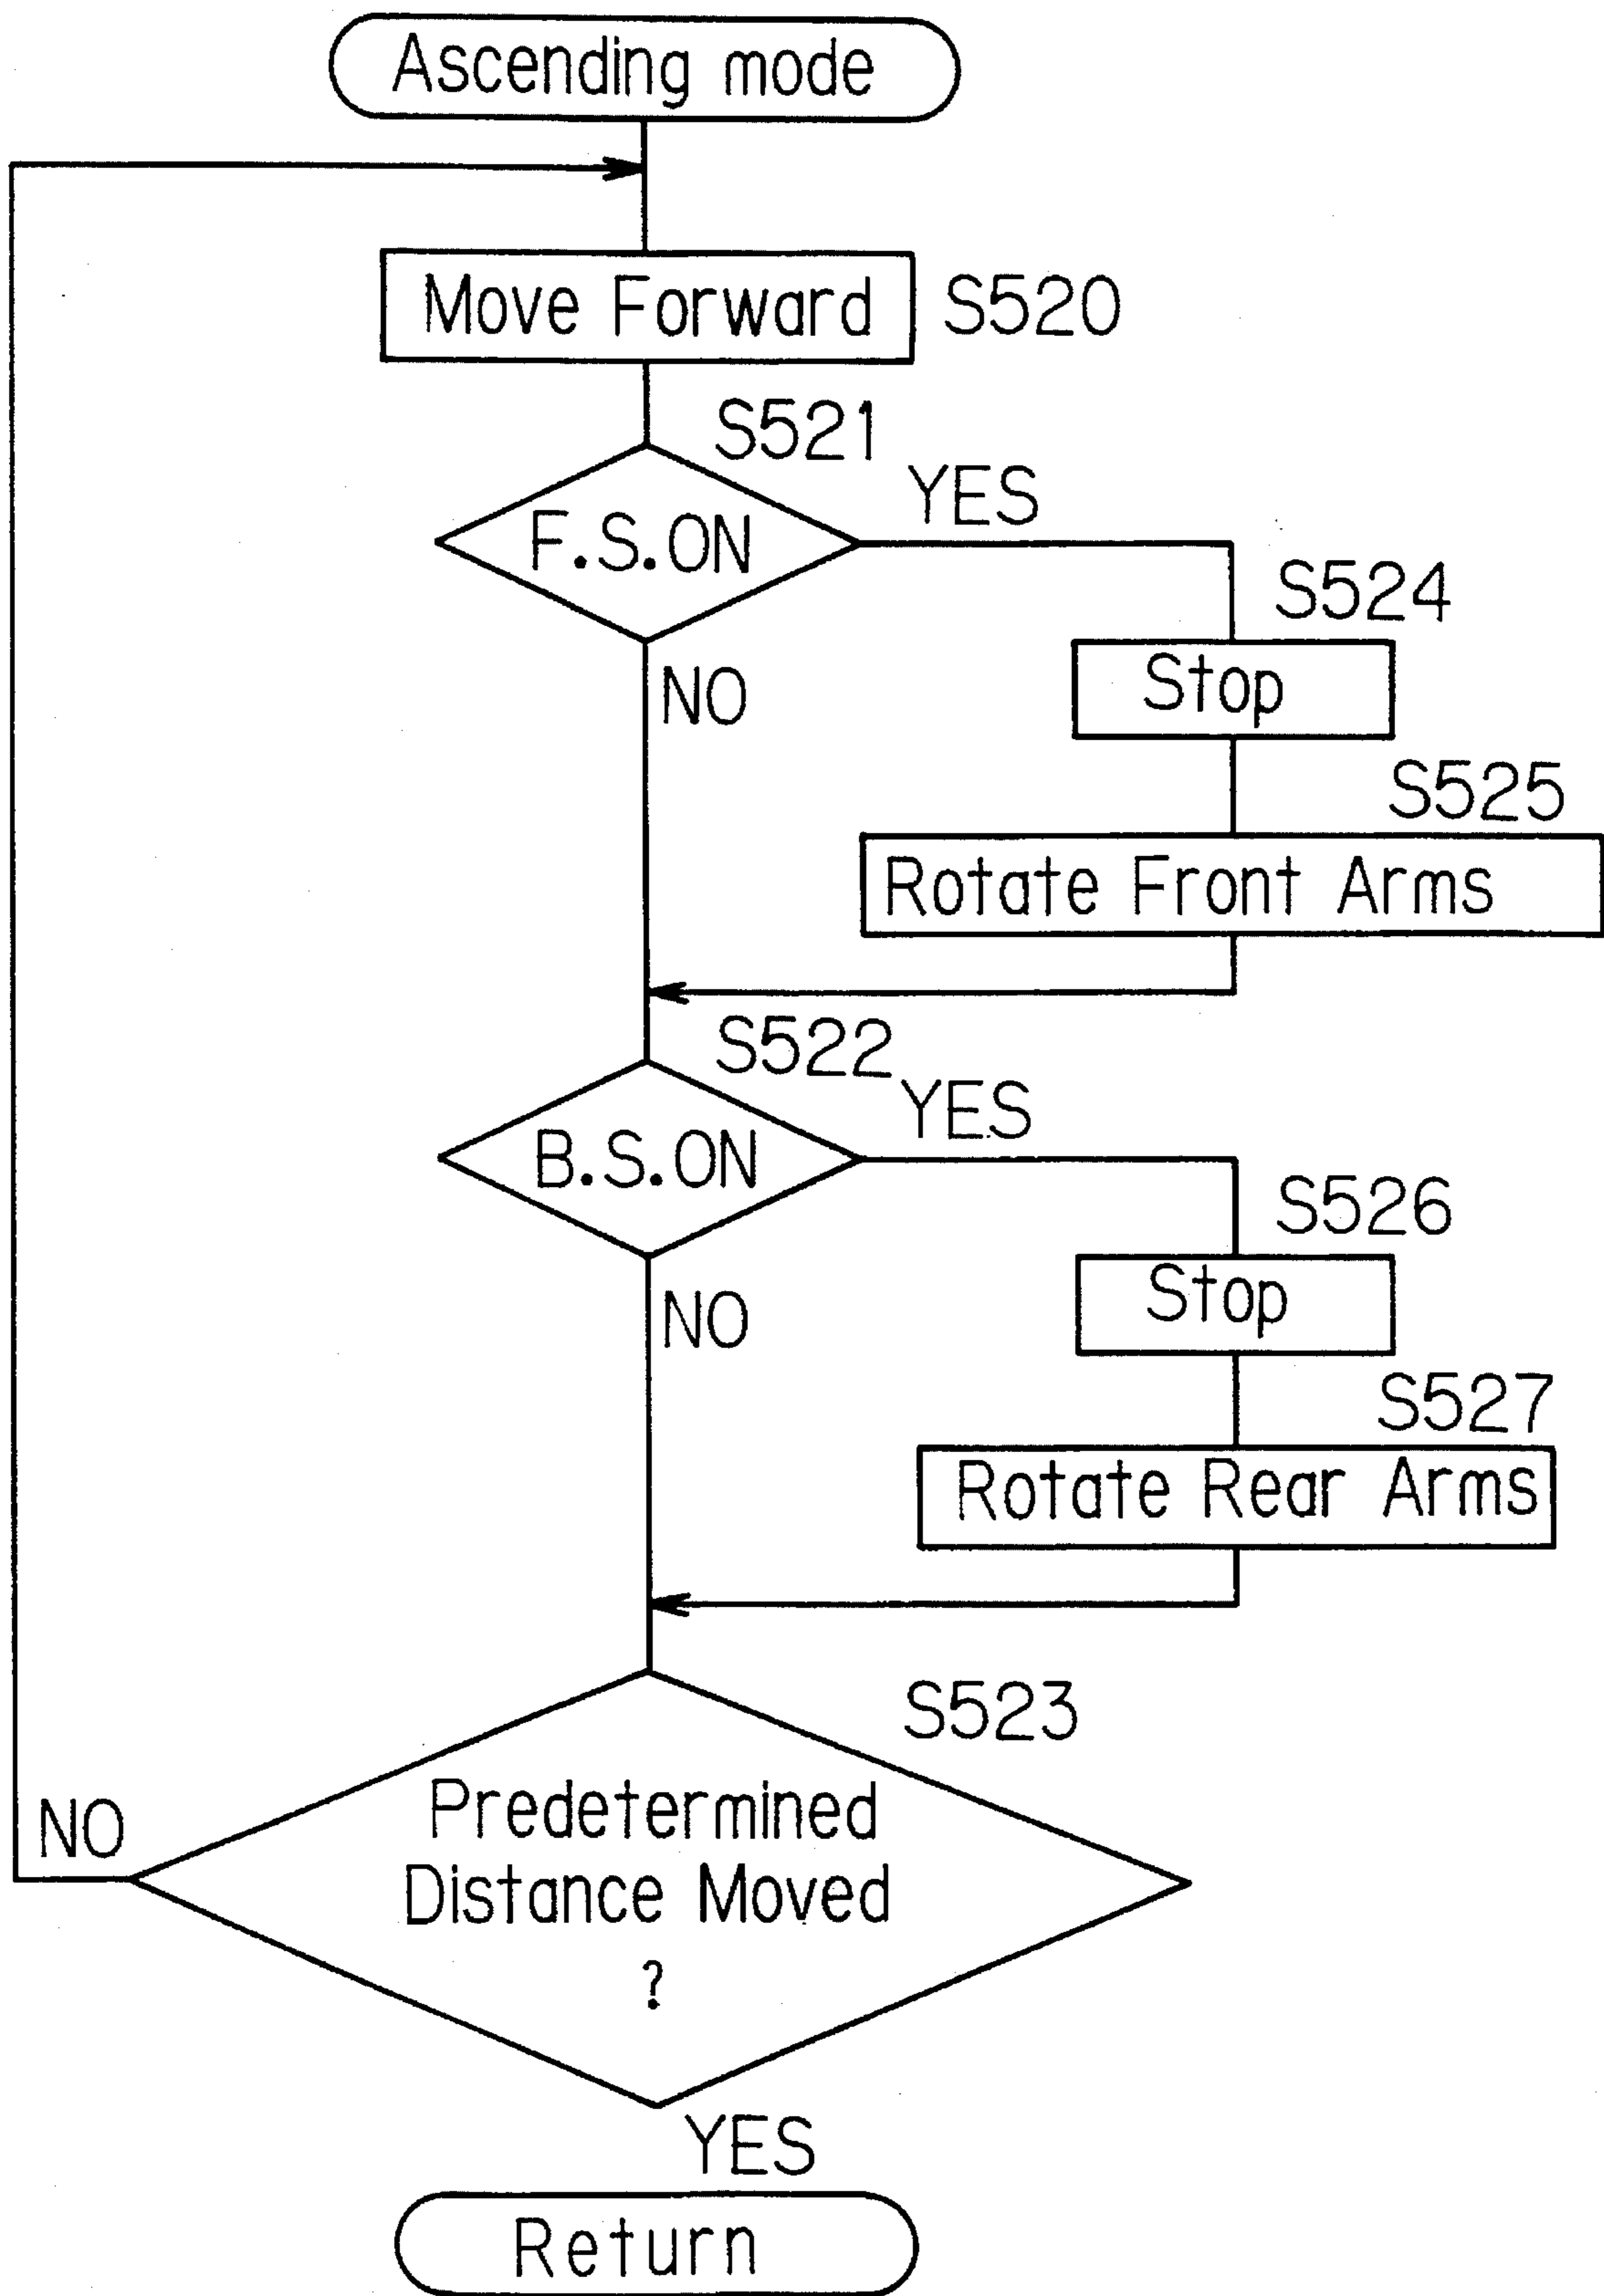 Ascending mode
Move Forward
S520
S521
F.S.ON
YES
NO
S524
Stop
S525
Rotate Front Arms
S522
B.S.ON
YES
NO
S526
Stop
S527
Rotate Rear Arms
S523
Predetermined
Distance Moved
?
NO
YES
Return